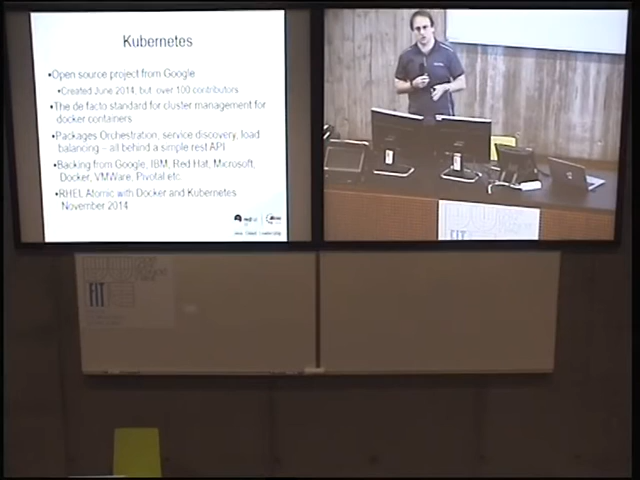 Kubernetes
•Open source project from Google
•Created June 2014, but over 100 contributors
•The de facto standard for cluster management for
docker containers
•Packages Orchestration, service discovery, load
balancing – all behind a simple rest API
•Backing from Google, IBM, Red Hat, Microsoft,
Docker, VMWare, Pivotal etc
•RHEL Atomic with Docker and Kubernetes
November 2014
FIT
FIT